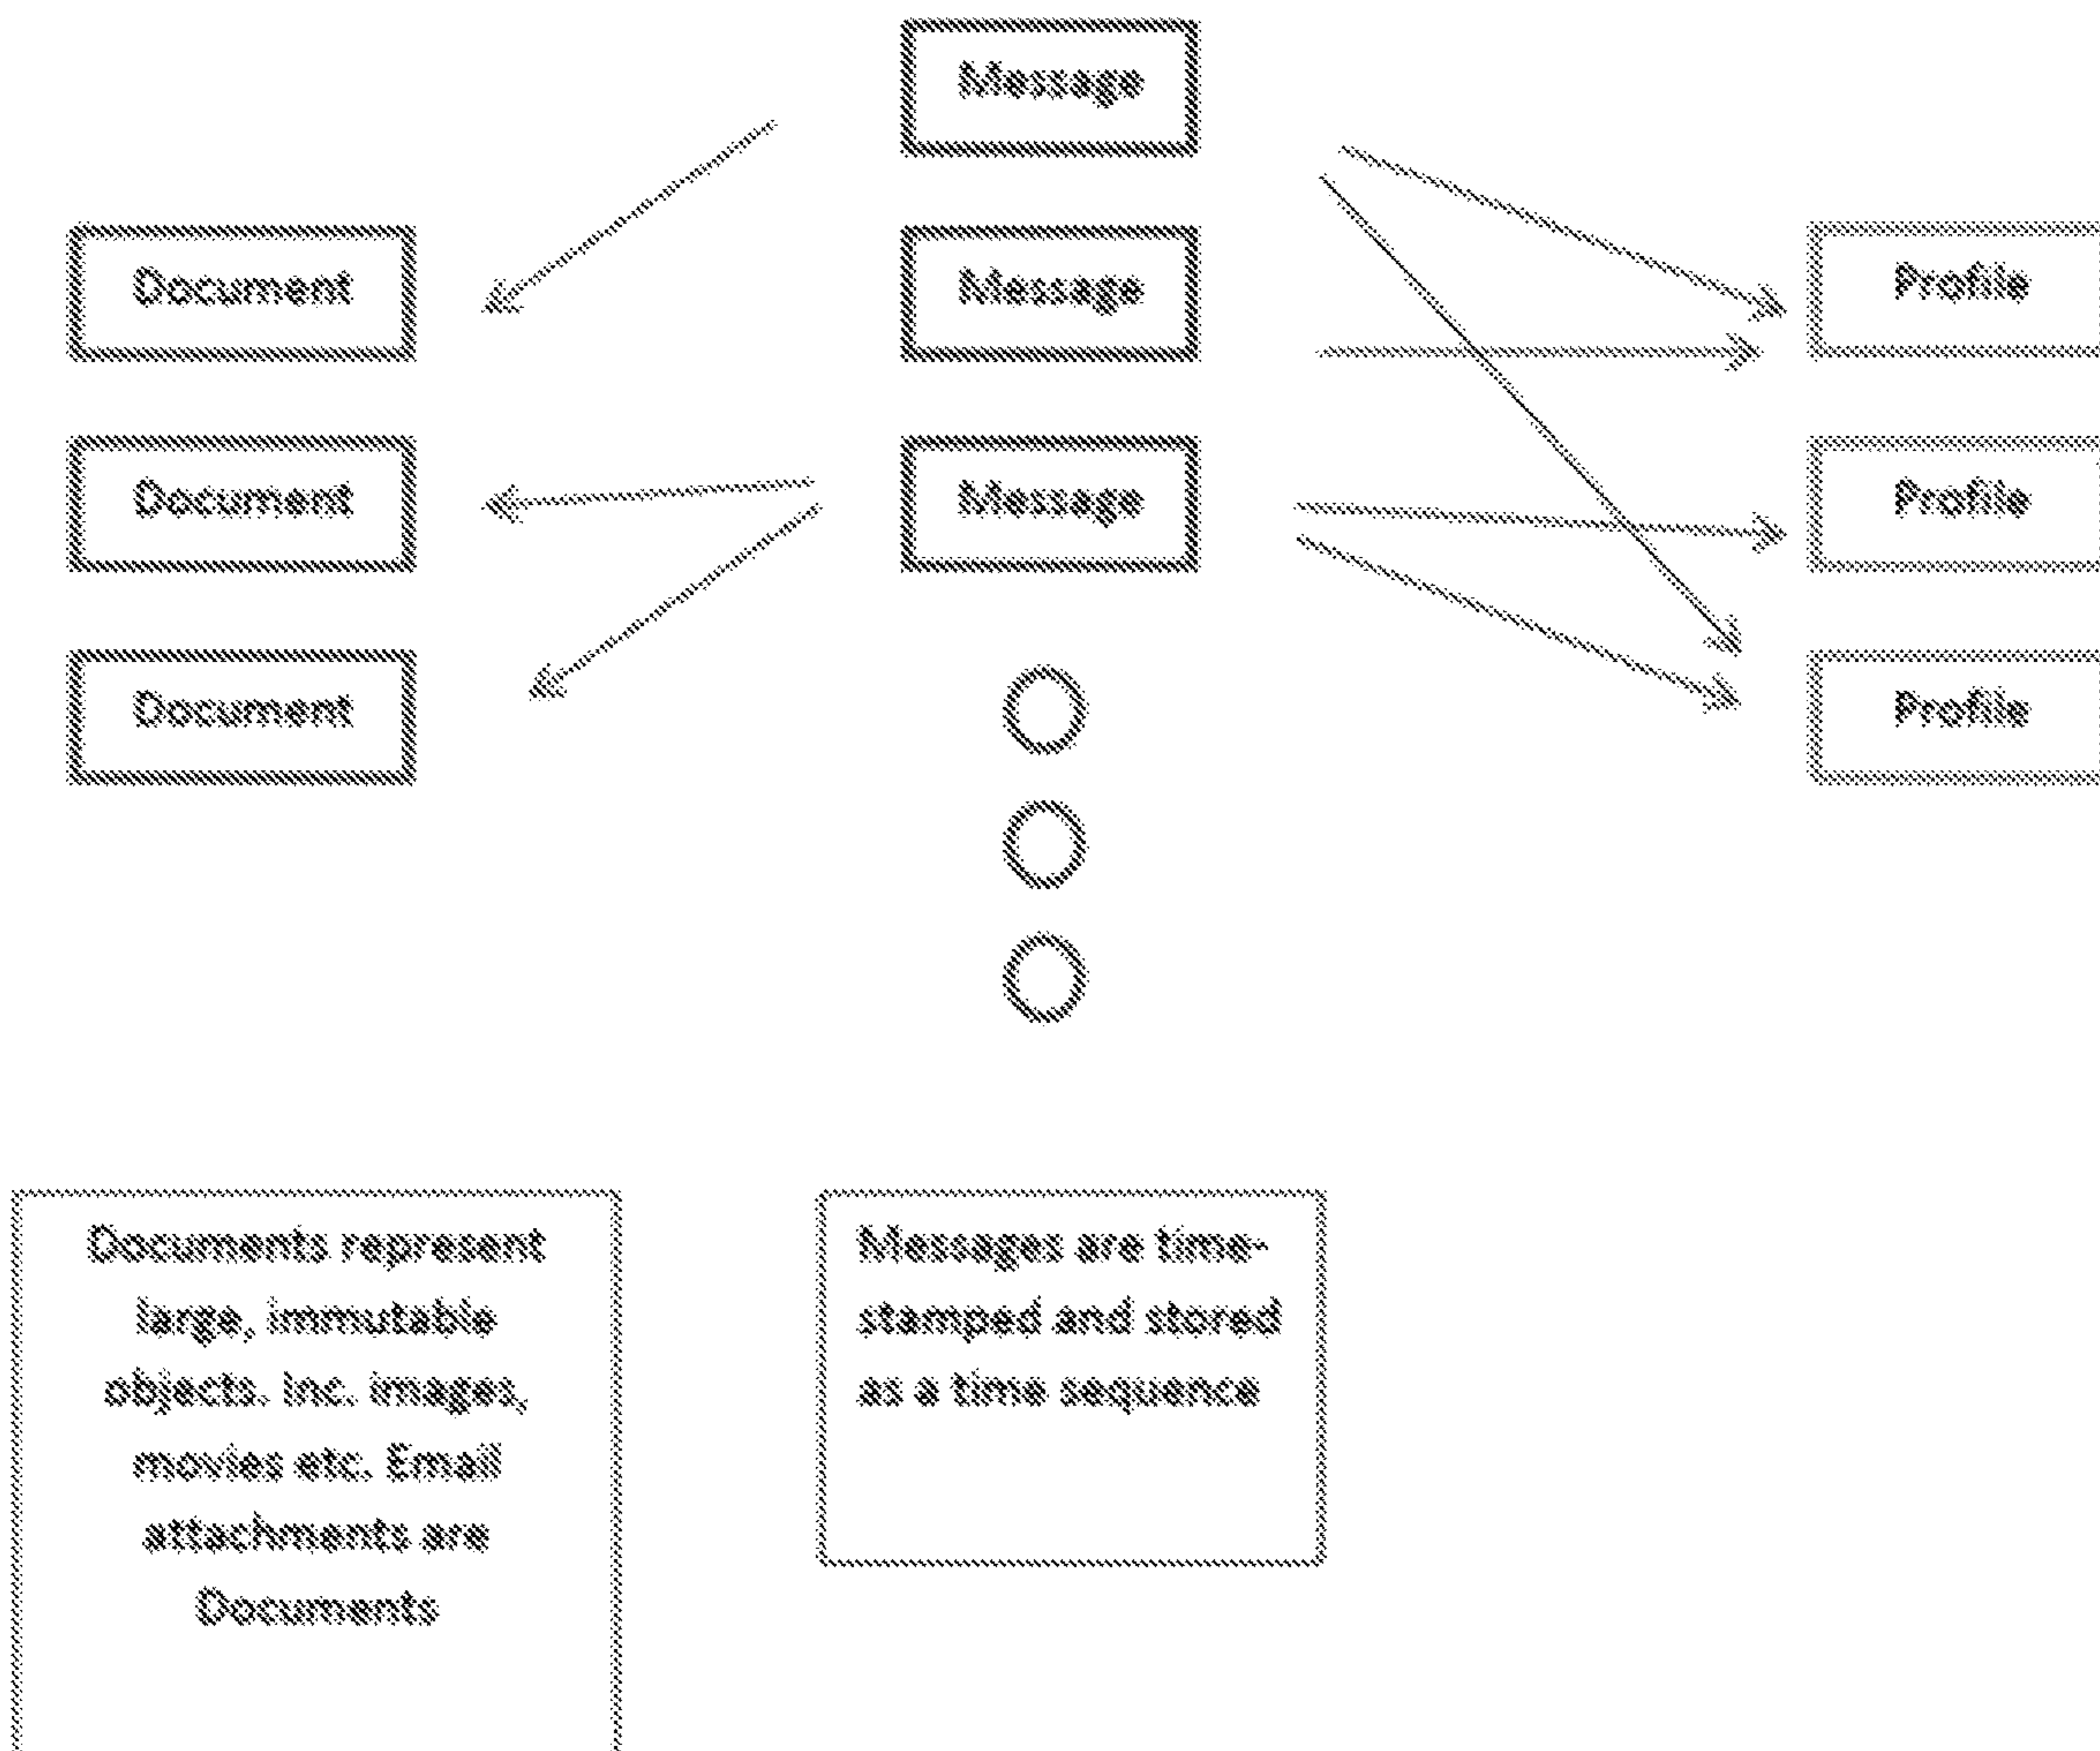 Message
Document
Message
Profile
Document
Message
Profile
Document
Profile
Documents represent
large, immutable
objects. Inc. images,
movies etc. Email
attachments are
Documents
Messages are time-
stamped and stored
as a time sequence